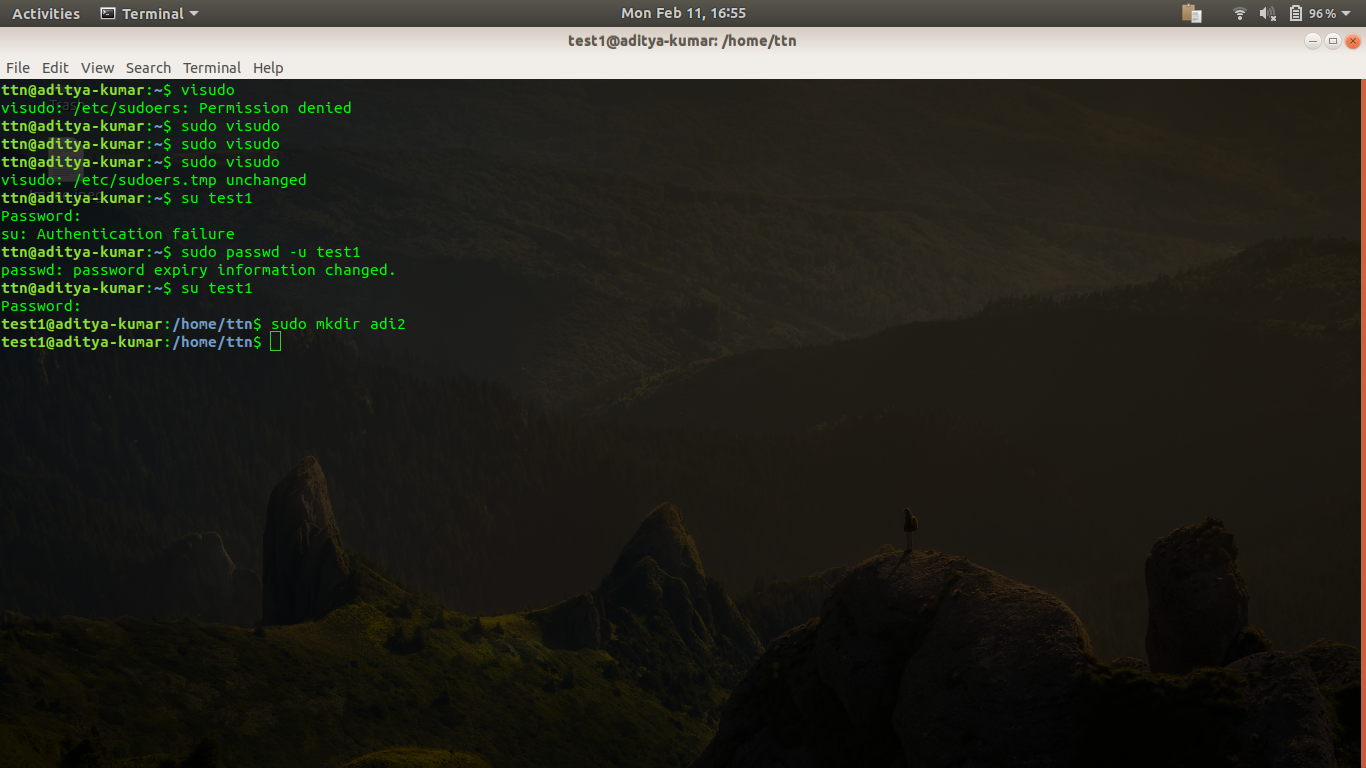 Activities Terminal Mon Feb 11, 16:55 96%
test1@aditya-kumar: /home/ttn
File Edit View Search Terminal Help
ttn@aditya-kumar:~$ visudo
Trash
visudo: /etc/sudoers: Permission denied
ttn@aditya-kumar:~$ sudo visudo
ttn@aditya-kumar:~$ sudo visudo
ttn@aditya-kumar:~$ sudo visudo
visudo: /etc/sudoers.tmp unchanged
ttn@aditya-kumar:~$ su test1
Password:
su: Authentication failure
ttn@aditya-kumar:~$ sudo passwd -u test1
passwd: password expiry information changed.
ttn@aditya-kumar:~$ su test1
Password:
test1@aditya-kumar:/home/ttn$ sudo mkdir adi2
test1@aditya-kumar:/home/ttn$